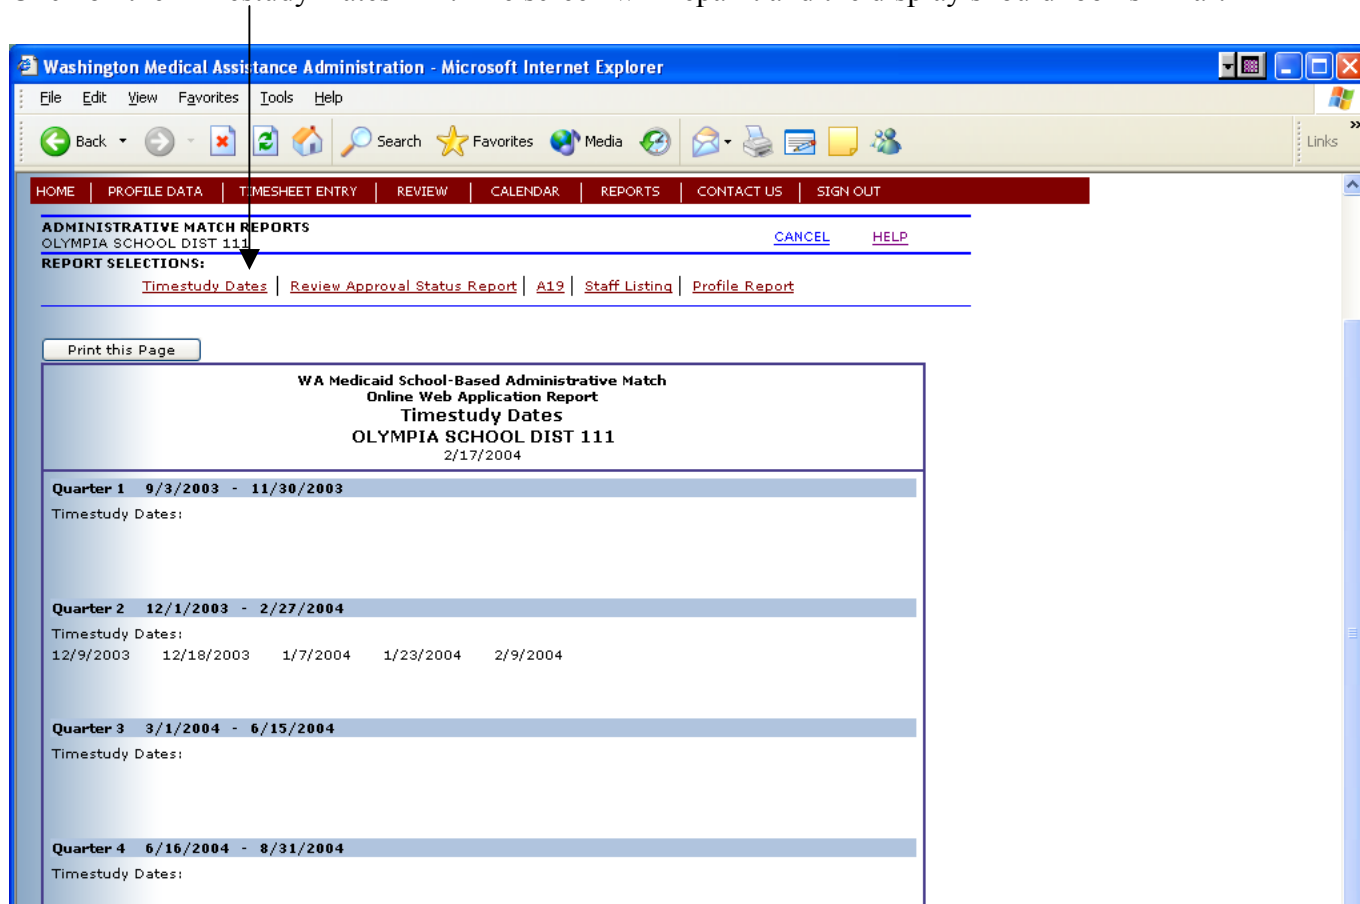 Washington Medical Assistance Administration - Microsoft Internet Explorer
File Edit View Favorites Tools Help
Back Search Favorites Media Links
HOME | PROFILE DATA | TIMESHEET ENTRY | REVIEW | CALENDAR | REPORTS | CONTACT US | SIGN OUT
ADMINISTRATIVE MATCH REPORTS
OLYMPIA SCHOOL DIST 111
CANCEL HELP
REPORT SELECTIONS:
Timestudy Dates | Review Approval Status Report | A19 | Staff Listing | Profile Report
Print this Page
WA Medicaid School-Based Administrative Match
Online Web Application Report
Timestudy Dates
OLYMPIA SCHOOL DIST 111
2/17/2004
Quarter 1 9/3/2003 - 11/30/2003
Timestudy Dates:
Quarter 2 12/1/2003 - 2/27/2004
Timestudy Dates:
12/9/2003 12/18/2003 1/7/2004 1/23/2004 2/9/2004
Quarter 3 3/1/2004 - 6/15/2004
Timestudy Dates:
Quarter 4 6/16/2004 - 8/31/2004
Timestudy Dates: